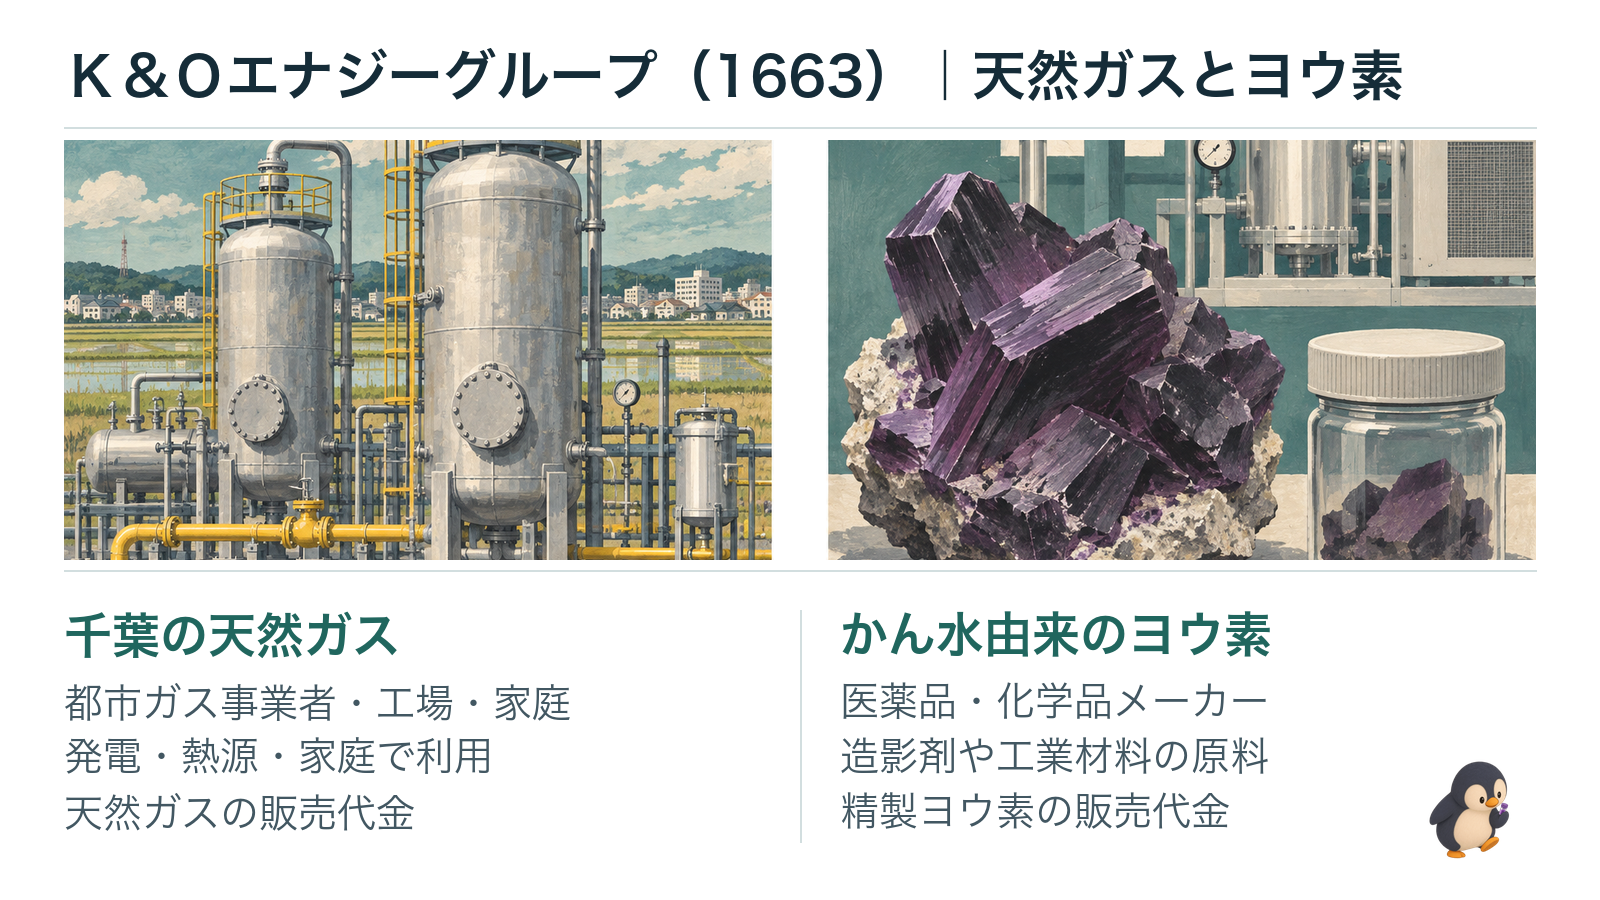 K&Oエナジーグループ（1663）｜天然ガスとヨウ素
千葉の天然ガス
都市ガス事業者・工場・家庭
発電・熱源・家庭で利用
天然ガスの販売代金
かん水由来のヨウ素
医薬品・化学品メーカー
造影剤や工業材料の原料
精製ヨウ素の販売代金